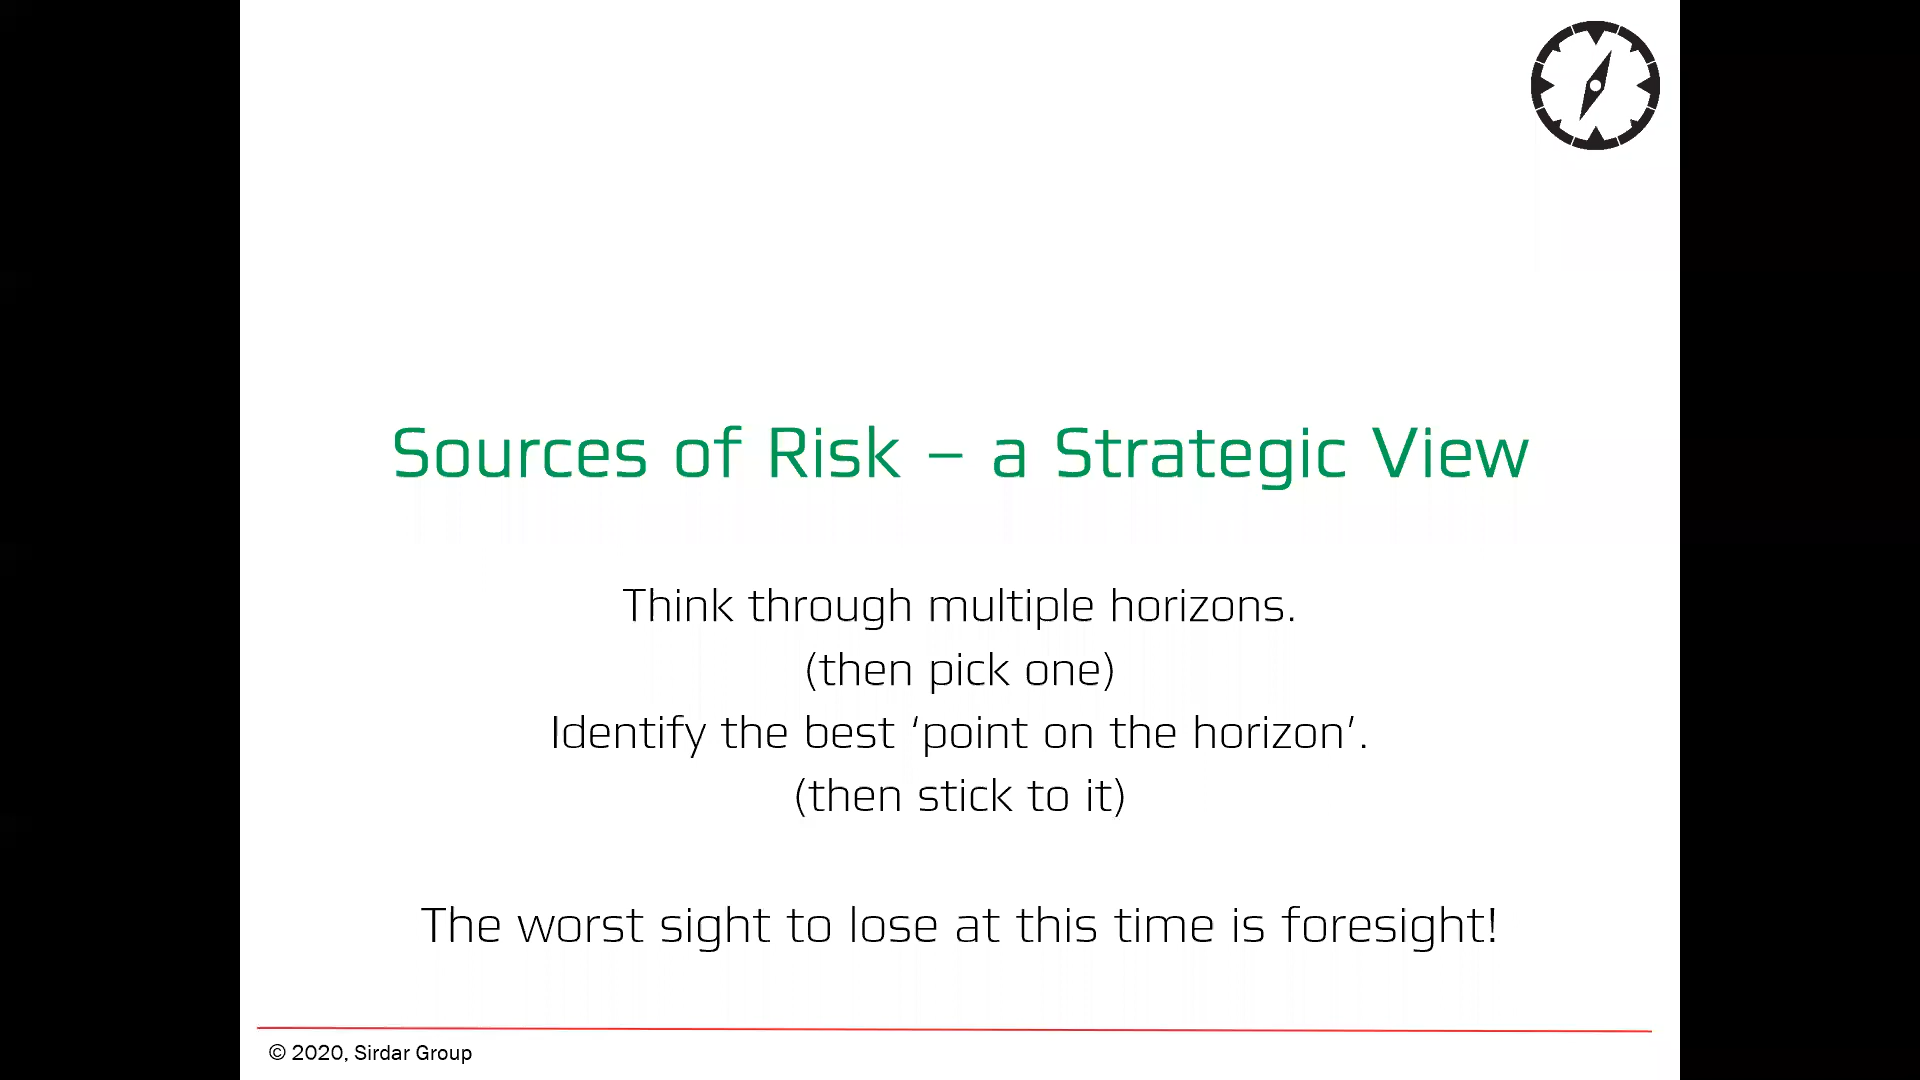 Sources of Risk – a Strategic View
Think through multiple horizons.
(then pick one)
Identify the best ‘point on the horizon’.
(then stick to it)
The worst sight to lose at this time is foresight!
© 2020, Sirdar Group